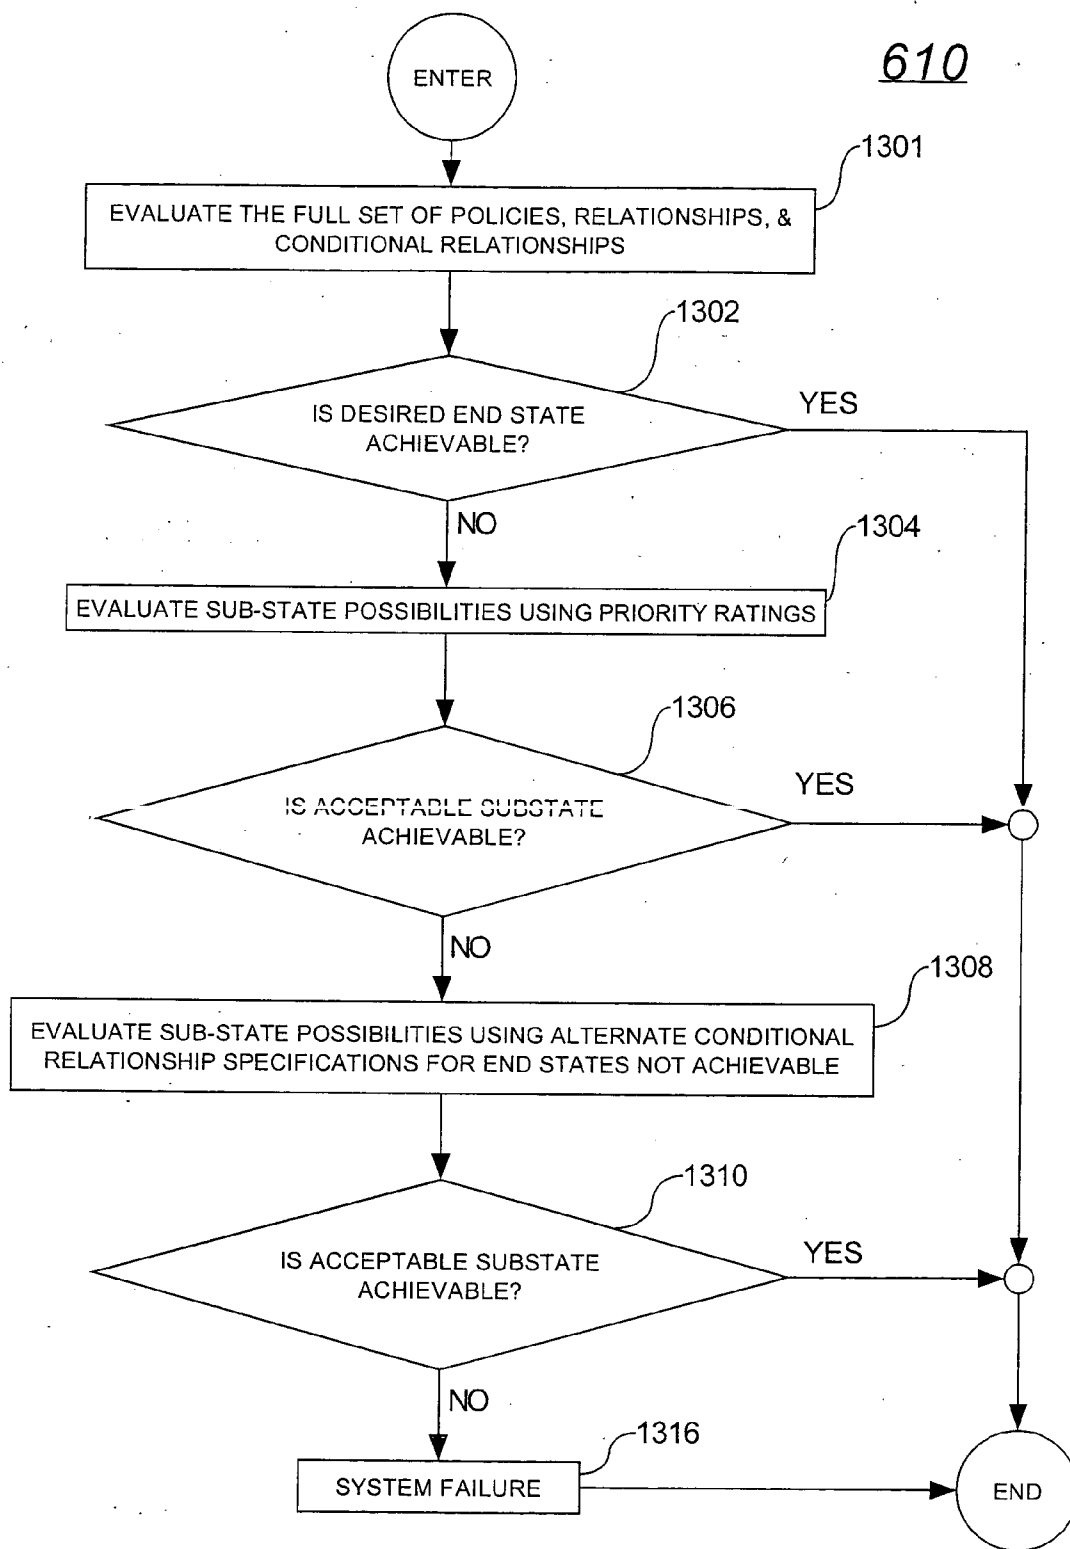 ENTER
610
1301
EVALUATE THE FULL SET OF POLICIES, RELATIONSHIPS, &
CONDITIONAL RELATIONSHIPS
1302
IS DESIRED END STATE
ACHIEVABLE?
YES
NO
1304
EVALUATE SUB-STATE POSSIBILITIES USING PRIORITY RATINGS
1306
IS ACCEPTABLE SUBSTATE
ACHIEVABLE?
YES
NO
1308
EVALUATE SUB-STATE POSSIBILITIES USING ALTERNATE CONDITIONAL
RELATIONSHIP SPECIFICATIONS FOR END STATES NOT ACHIEVABLE
1310
IS ACCEPTABLE SUBSTATE
ACHIEVABLE?
YES
NO
1316
SYSTEM FAILURE
END